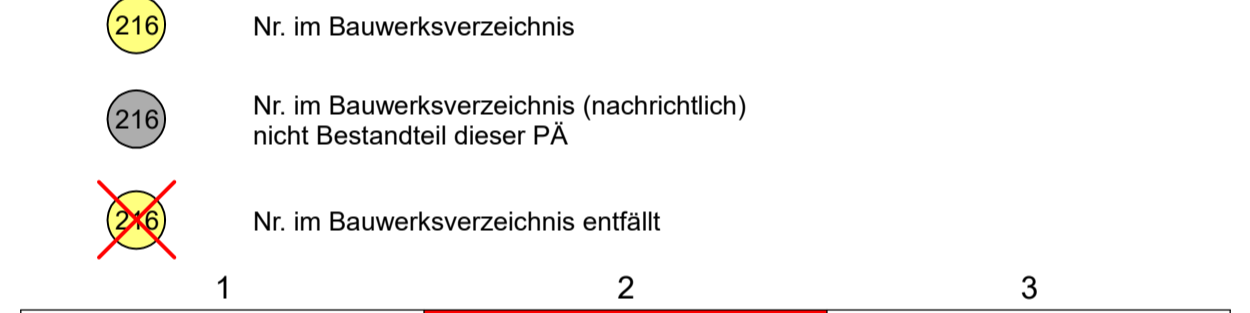 216 Nr. im Bauwerksverzeichnis
216 Nr. im Bauwerksverzeichnis (nachrichtlich)
nicht Bestandteil dieser PÄ
216 Nr. im Bauwerksverzeichnis entfällt
1 2 3